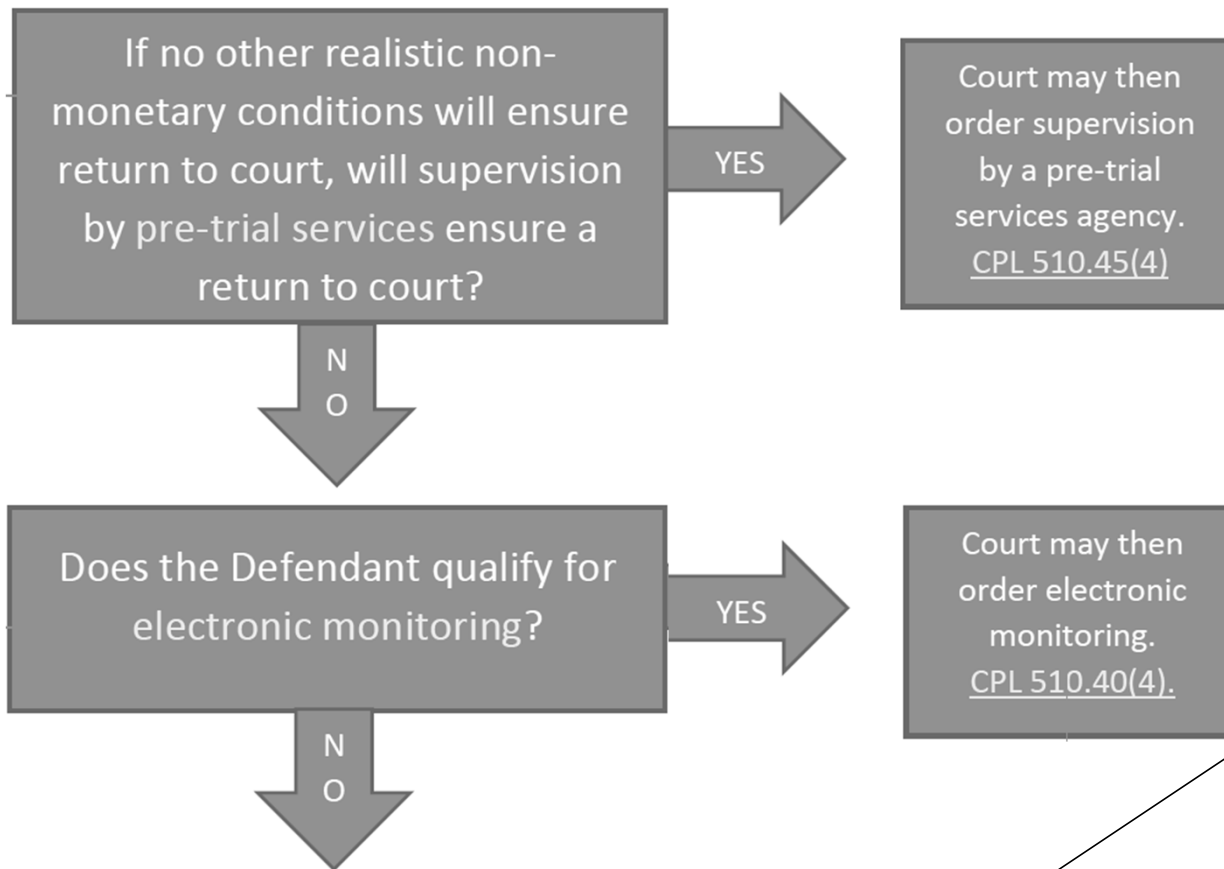 If no other realistic non-
monetary conditions will ensure
return to court, will supervision
by pre-trial services ensure a
return to court?
YES
Court may then
order supervision
by a pre-trial
services agency.
CPL 510.45(4)
N
O
Does the Defendant qualify for
electronic monitoring?
YES
Court may then
order electronic
monitoring.
CPL 510.40(4).
N
O